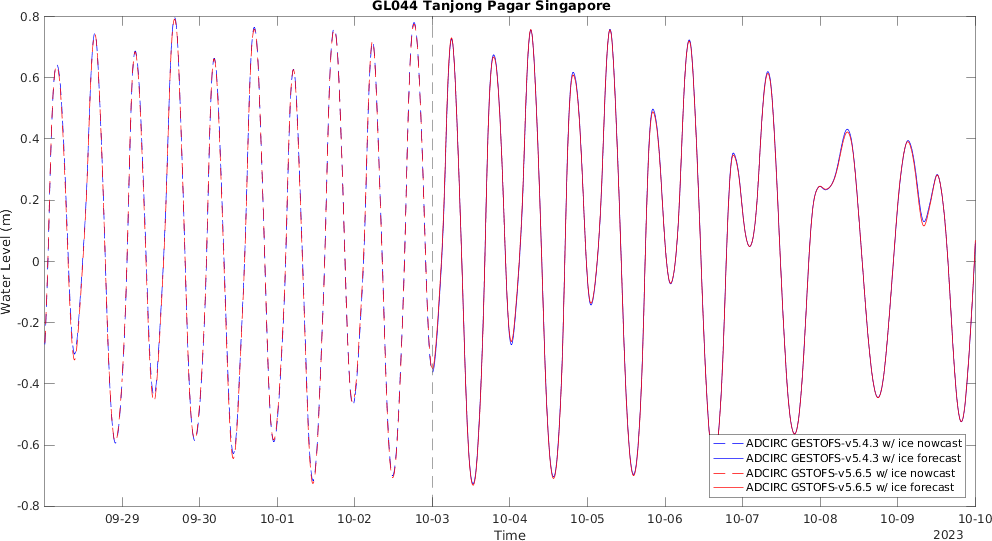 GL044 Tanjong Pagar Singapore
Water Level (m)
0.8
0.6
0.4
0.2
0
-0.2
-0.4
-0.6
-0.8
ADCIRC GESTOFS-v5.4.3 w/ ice nowcast
ADCIRC GESTOFS-v5.4.3 w/ ice forecast
ADCIRC GSTOFS-v5.6.5 w/ ice nowcast
ADCIRC GSTOFS-v5.6.5 w/ ice forecast
09-29 09-30 10-01 10-02 10-03 10-04 10-05 10-06 10-07 10-08 10-09 10-10
Time
2023